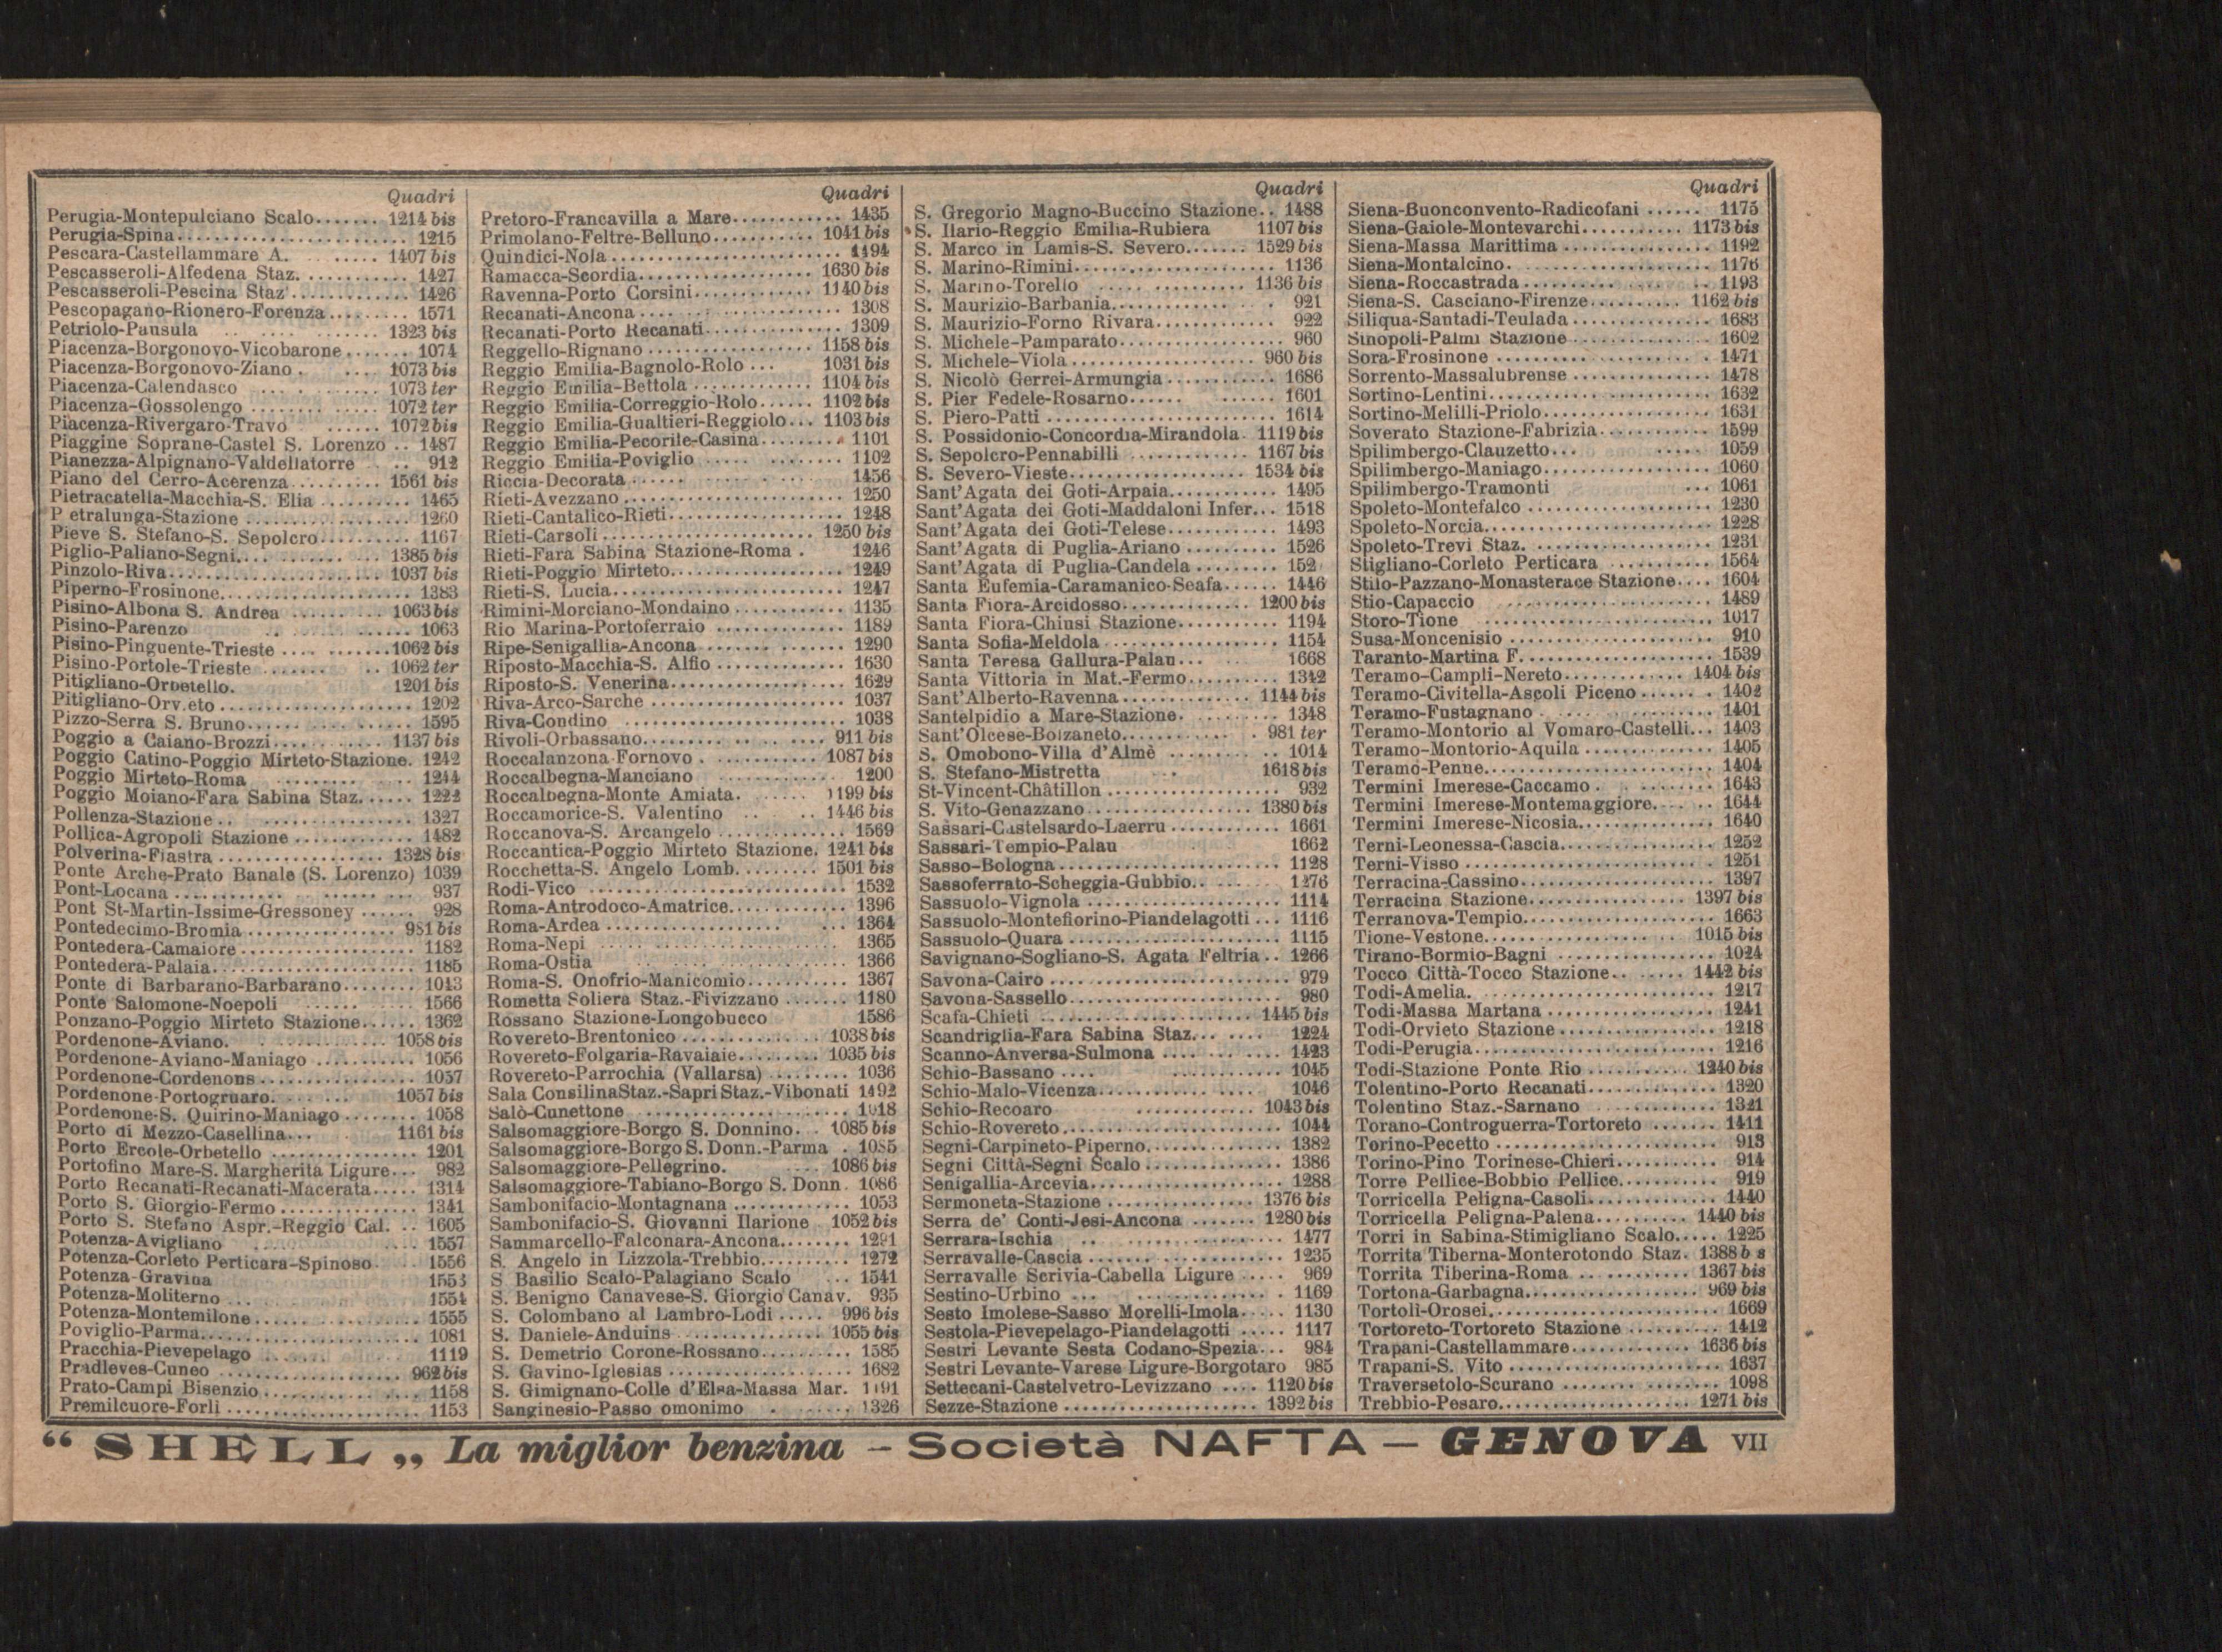 Quadri
Perugia-Montepulciano Scalo....... 1214 bis
Perugia-Spina........................ 1215
Pescara-Castellammare A. ........ 1407 bis
Pescasseroli-Alfedena Staz. ........... 1427
Pescasseroli-Pescina Staz............. 1426
Pescopagano-Rionero-Forenza......... 1571
Petriolo-Pausula ............ 1323 bis
Piacenza-Borgonovo-Vicobarone....... 1074
Piacenza-Borgonovo-Ziano . .... 1073 bis
Piacenza-Calendasco .......... 1073 ter
Piacenza-Gossolengo ............. 1072 ter
Piacenza-Rivergaro-Travo ...... 1072 bis
Piaggine Soprane-Castel S. Lorenzo .. 1487
Pianezza-Alpignano-Valdellatorre .. 912
Piano del Cerro-Acerenza.......... 1561 bis
Pietracatella-Macchia-S. Elia .......... 1465
P etralunga-Stazione .................. 1260
Pieve S. Stefano-S. Sepolcro.......... 1167
Piglio-Paliano-Segni............... 1385 bis
Pinzolo-Riva....................... 1037 bis
Piperno-Frosinone..................... 1383
Pisino-Albona S. Andrea .......... 1063 bis
Pisino-Parenzo ............ 1063
Pisino-Pinguente-Trieste ............1062 bis
Pisino-Portole-Trieste ....... .. 1062 ter
Pitigliano-Orbetello. 1201 bis
Pitigliano-Orv.eto ..................... 1202
Pizzo-Serra S. Bruno.................. 1595
Poggio a Caiano-Brozzi............ 1137 bis
Poggio Catino-Poggio Mirteto-Stazione. 1242
Poggio Mirteto-Roma .............. 1244
Poggio Moiano-Fara Sabina Staz...... 1222
Pollenza-Stazione .. ................ 1327
Pollica-Agropoli Stazione ............ 1482
Polverina-Fiastra .................. 1328 bis
Ponte Arche-Prato Banale (S. Lorenzo) 1039
Pont-Locana ..................... 937
Pont St-Martin-Issime-Gressoney ...... 928
Pontedecimo-Bromia ................ 981 bis
Pontedera-Camaiore ................... 1182
Pontedera-Palaia...................... 1185
Ponte di Barbarano-Barbarano........ 1043
Ponte Salomone-Noepoli ........ 1566
Ponzano-Poggio Mirteto Stazione...... 1362
Pordenone-Aviano. .............. 1058 bis
Pordenone-Aviano-Maniago ........... 1056
Pordenone-Cordenons ................. 1057
Pordenone-Portogruaro. ...... 1057 bis
Pordenone-S. Quirino-Maniago ........ 1058
Porto di Mezzo-Casellina... 1161 bis
Porto Ercole-Orbetello ................ 1201
Portofino Mare-S. Margherita Ligure... 982
Porto Recanati-Recanati-Macerata..... 1314
Porto S. Giorgio-Fermo ............... 1341
Porto S. Stefano Aspr.-Reggio Cal. .. 1605
Potenza-Avigliano ........ 1557
Potenza-Corleto Perticara-Spinoso. .. 1556
Potenza-Gravina 1553
Potenza-Moliterno ... ............ 1554
Potenza-Montemilone.................. 1555
Poviglio-Parma........................ 1081
Pracchia-Pievepelago ....... 1119
Pradleves-Cuneo .................... 962 bis
Prato-Campi Bisenzio................. 1158
Premilcuore-Forlì ..................... 1153
Quadri
Pretoro-Francavilla a Mare............ 1435
Primolano-Feltre-Belluno........... 1041 bis
Quindici-Nola ......................... 1494
Ramacca-Scordia................... 1630 bis
Ravenna-Porto Corsini............. 1140 bis
Recanati-Ancona ...................... 1308
Recanati-Porto Recanati............... 1309
Reggello-Rignano .................. 1158 bis
Reggio Emilia-Bagnolo-Rolo ... 1031 bis
Reggio Emilia-Bettola ............. 1104 bis
Reggio Emilia-Correggio-Rolo...... 1102 bis
Reggio Emilia-Gualtieri-Reggiolo... 1103 bis
Reggio Emilia-Pecorile-Casina......... 1101
Reggio Emilia-Poviglio ..... ........ 1102
Riccia-Decorata ...... 1456
Rieti-Avezzano ........................ 1250
Rieti-Cantalico-Rieti................... 1248
Rieti-Carsoli ....................... 1250 bis
Rieti-Fara Sabina Stazione-Roma . 1246
Rieti-Poggio Mirteto................... 1249
Rieti-S. Lucia......................... 1247
Rimini-Morciano-Mondaino ............ 1135
Rio Marina-Portoferraio .............. 1189
Ripe-Senigallia-Ancona ............... 1290
Riposto-Macchia-S. Alfio .............. 1630
Riposto-S. Venerina................... 1629
Riva-Arco-Sarche ..................... 1037
Riva-Condino ........................ 1038
Rivoli-Orbassano.................... 911 bis
Roccalanzona-Fornovo . ........... 1087 bis
Roccalbegna-Manciano ............. 1200
Roccalbegna-Monte Amiata. ...... 1199 bis
Roccamorice-S. Valentino .. .. 1446 bis
Roccanova-S. Arcangelo .............. 1569
Roccantica-Poggio Mirteto Stazione. 1241 bis
Rocchetta-S. Angelo Lomb......... 1501 bis
Rodi-Vico ............................ 1532
Roma-Antrodoco-Amatrice............. 1396
Roma-Ardea ................... ... 1364
Roma-Nepi ..................... 1365
Roma-Ostia ..................... 1366
Roma-S. Onofrio-Manicomio........... 1367
Rometta Soliera Staz.-Fivizzano ....... 1180
Rossano Stazione-Longobucco 1586
Rovereto-Brentonico ............... 1038 bis
Rovereto-Folgaria-Ravaiaie......... 1035 bis
Rovereto-Parrochia (Vallarsa) ......... 1036
Sala ConsilinaStaz.-Sapri Staz.-Vibonati 1492
Salò-Cunettone ...................... 1018
Salsomaggiore-Borgo S. Donnino. . 1085 bis
Salsomaggiore-Borgo S. Donn.-Parma . 1085
Salsomaggiore-Pellegrino. .... 1086 bis
Salsomaggiore-Tabiano-Borgo S. Donn. 1086
Sambonifacio-Montagnana ............. 1053
Sambonifacio-S. Giovanni Ilarione 1052 bis
Sammarcello-Falconara-Ancona........ 1291
S. Angelo in Lizzola-Trebbio.......... 1272
S Basilio Scalo-Palagiano Scalo ... 1541
S. Benigno Canavese-S. Giorgio Canav. 935
S. Colombano al Lambro-Lodi ..... 996 bis
S. Daniele-Anduins ................ 1055 bis
S. Demetrio Corone-Rossano.......... 1585
S. Gavino-Iglesias .................... 1682
S. Gimignano-Colle d'Elsa-Massa Mar. 1191
Sanginesio-Passo omonimo . ....... 1326
Quadri
S. Gregorio Magno-Buccino Stazione.. 1488
S. Ilario-Reggio Emilia-Rubiera 1107 bis
S. Marco in Lamis-S. Severo....... 1529 bis
S. Marino-Rimini...................... 1136
S. Marino-Torello ............... 1136 bis
S. Maurizio-Barbania............. . 921
S. Maurizio-Forno Rivara............. 922
S. Michele-Pamparato.................. 960
S. Michele-Viola .................... 960 bis
S. Nicolò Gerrei-Armungia............ 1686
S. Pier Fedele-Rosarno...... ...... 1601
S. Piero-Patti ......................... 1614
S. Possidonio-Concordia-Mirandola. 1119 bis
S. Sepolcro-Pennabilli ............. 1167 bis
S. Severo-Vieste................... 1534 bis
Sant'Agata dei Goti-Arpaia............ 1495
Sant'Agata dei Goti-Maddaloni Infer... 1518
Sant'Agata dei Goti-Telese............ 1493
Sant'Agata di Puglia-Ariano .......... 1526
Sant'Agata di Puglia-Candela ......... 152
Santa Eufemia-Caramanico-Seafa...... 1446
Santa Fiora-Arcidosso.............. 1200 bis
Santa Fiora-Chiusi Stazione........... 1194
Santa Sofia-Meldola ................... 1154
Santa Teresa Gallura-Palau... 1668
Santa Vittoria in Mat.-Fermo.......... 1342
Sant'Alberto-Ravenna .............. 1144 bis
Santelpidio a Mare-Stazione. ......... 1348
Sant'Olcese-Bolzaneto............ . 981 ter
S. Omobono-Villa d'Almè ........... 1014
S. Stefano-Mistretta ... 1618 bis
St-Vincent-Châtillon ................... 932
S. Vito-Genazzano.................. 1380 bis
Sassari-Castelsardo-Laerru ............ 1661
Sassari-Tempio-Palau 1662
Sasso-Bologna ......................... 1128
Sassoferrato-Scheggia-Gubbio.. ...... 1276
Sassuolo-Vignola ...................... 1114
Sassuolo-Montefiorino-Piandelagotti ... 1116
Sassuolo-Quara ........................ 1115
Savignano-Sogliano-S. Agata Feltria .. 1266
Savona-Cairo .......................... 979
Savona-Sassello........................ 980
Scafa-Chieti ........................ 1445 bis
Scandriglia-Fara Sabina Staz... ..... 1224
Scanno-Anversa-Sulmona ............. 1423
Schio-Bassano .... ............ 1045
Schio-Malo-Vicenza.................... 1046
Schio-Recoaro ............. 1043 bis
Schio-Rovereto ........................ 1044
Segni-Carpineto-Piperno............... 1382
Segni Città-Segni Scalo ............... 1386
Senigallia-Arcevia..................... 1288
Sermoneta-Stazione ................ 1376 bis
Serra de' Conti-Jesi-Ancona ....... 1280 bis
Serrara-Ischia .................. 1477
Serravalle-Cascia ..................... 1235
Serravalle Scrivia-Cabella Ligure ..... 969
Sestino-Urbino ... .............. . 1169
Sesto Imolese-Sasso Morelli-Imola..... 1130
Sestola-Pievepelago-Piandelagotti ..... 1117
Sestri Levante Sesta Codano-Spezia... 984
Sestri Levante-Varese Ligure-Borgotaro 985
Settecani-Castelvetro-Levizzano .... 1120 bis
Sezze-Stazione ..................... 1392 bis
Quadri
Siena-Buonconvento-Radicofani ...... 1175
Siena-Gaiole-Montevarchi........... 1173 bis
Siena-Massa Marittima ................ 1192
Siena-Montalcino. .................... 1176
Siena-Roccastrada ............... .. 1193
Siena-S. Casciano-Firenze.......... 1162 bis
Siliqua-Santadi-Teulada ............... 1683
Sinopoli-Palmi Stazione ............... 1602
Sora-Frosinone ................... . 1471
Sorrento-Massalubrense ............... 1478
Sortino-Lentini........................ 1632
Sortino-Melilli-Priolo.................. 1631
Soverato Stazione-Fabrizia............ 1599
Spilimbergo-Clauzetto... ..... 1059
Spilimbergo-Maniago.................. 1060
Spilimbergo-Tramonti ... 1061
Spoleto-Montefalco .................... 1230
Spoleto-Norcia......................... 1228
Spoleto-Trevi Staz. ................... 1231
Stigliano-Corleto Perticara ........... 1564
Stilo-Pazzano-Monasterace Stazione.... 1604
Stio-Capaccio ...................... 1489
Storo-Tione ......................... 1017
Susa-Moncenisio ....................... 910
Taranto-Martina F..................... 1539
Teramo-Campli-Nereto ............. 1404 bis
Teramo-Civitella-Ascoli Piceno ...... . 1402
Teramo-Fustagnano . ............... 1401
Teramo-Montorio al Vomaro-Castelli... 1403
Teramo-Montorio-Aquila .............. 1405
Teramo-Penne......................... 1404
Termini Imerese-Caccamo . ......... 1643
Termini Imerese-Montemaggiore..... .. 1644
Termini Imerese-Nicosia............... 1640
Terni-Leonessa-Cascia................. 1252
Terni-Visso ........................... 1251
Terracina-Cassino..................... 1397
Terracina Stazione................. 1397 bis
Terranova-Tempio..................... 1663
Tione-Vestone...................... 1015 bis
Tirano-Bormio-Bagni ................. 1024
Tocco Città-Tocco Stazione.. ..... 1442 bis
Todi-Amelia. ......................... 1217
Todi-Massa Martana .................. 1241
Todi-Orvieto Stazione ................. 1218
Todi-Perugia.......................... 1216
Todi-Stazione Ponte Rio ........... 1240 bis
Tolentino-Porto Recanati.............. 1320
Tolentino Staz.-Sarnano ............. 1321
Torano-Controguerra-Tortoreto ....... 1411
Torino-Pecetto ........................ 913
Torino-Pino Torinese-Chieri........... 914
Torre Pellice-Bobbio Pellice........... 919
Torricella Peligna-Casoli.............. 1440
Torricella Peligna-Palena.......... 1440 bis
Torri in Sabina-Stimigliano Scalo..... 1225
Torrita Tiberna-Monterotondo Staz. 1388 b s
Torrita Tiberina-Roma ............ 1367 bis
Tortona-Garbagna................... 969 bis
Tortolì-Orosei......................... 1669
Tortoreto-Tortoreto Stazione .......... 1412
Trapani-Castellammare............. 1636 bis
Trapani-S. Vito ....................... 1637
Traversetolo-Scurano ................. 1098
Trebbio-Pesaro..................... 1271 bis
“ SHELL „ La miglior benzina – Società NAFTA – GENOVA VII